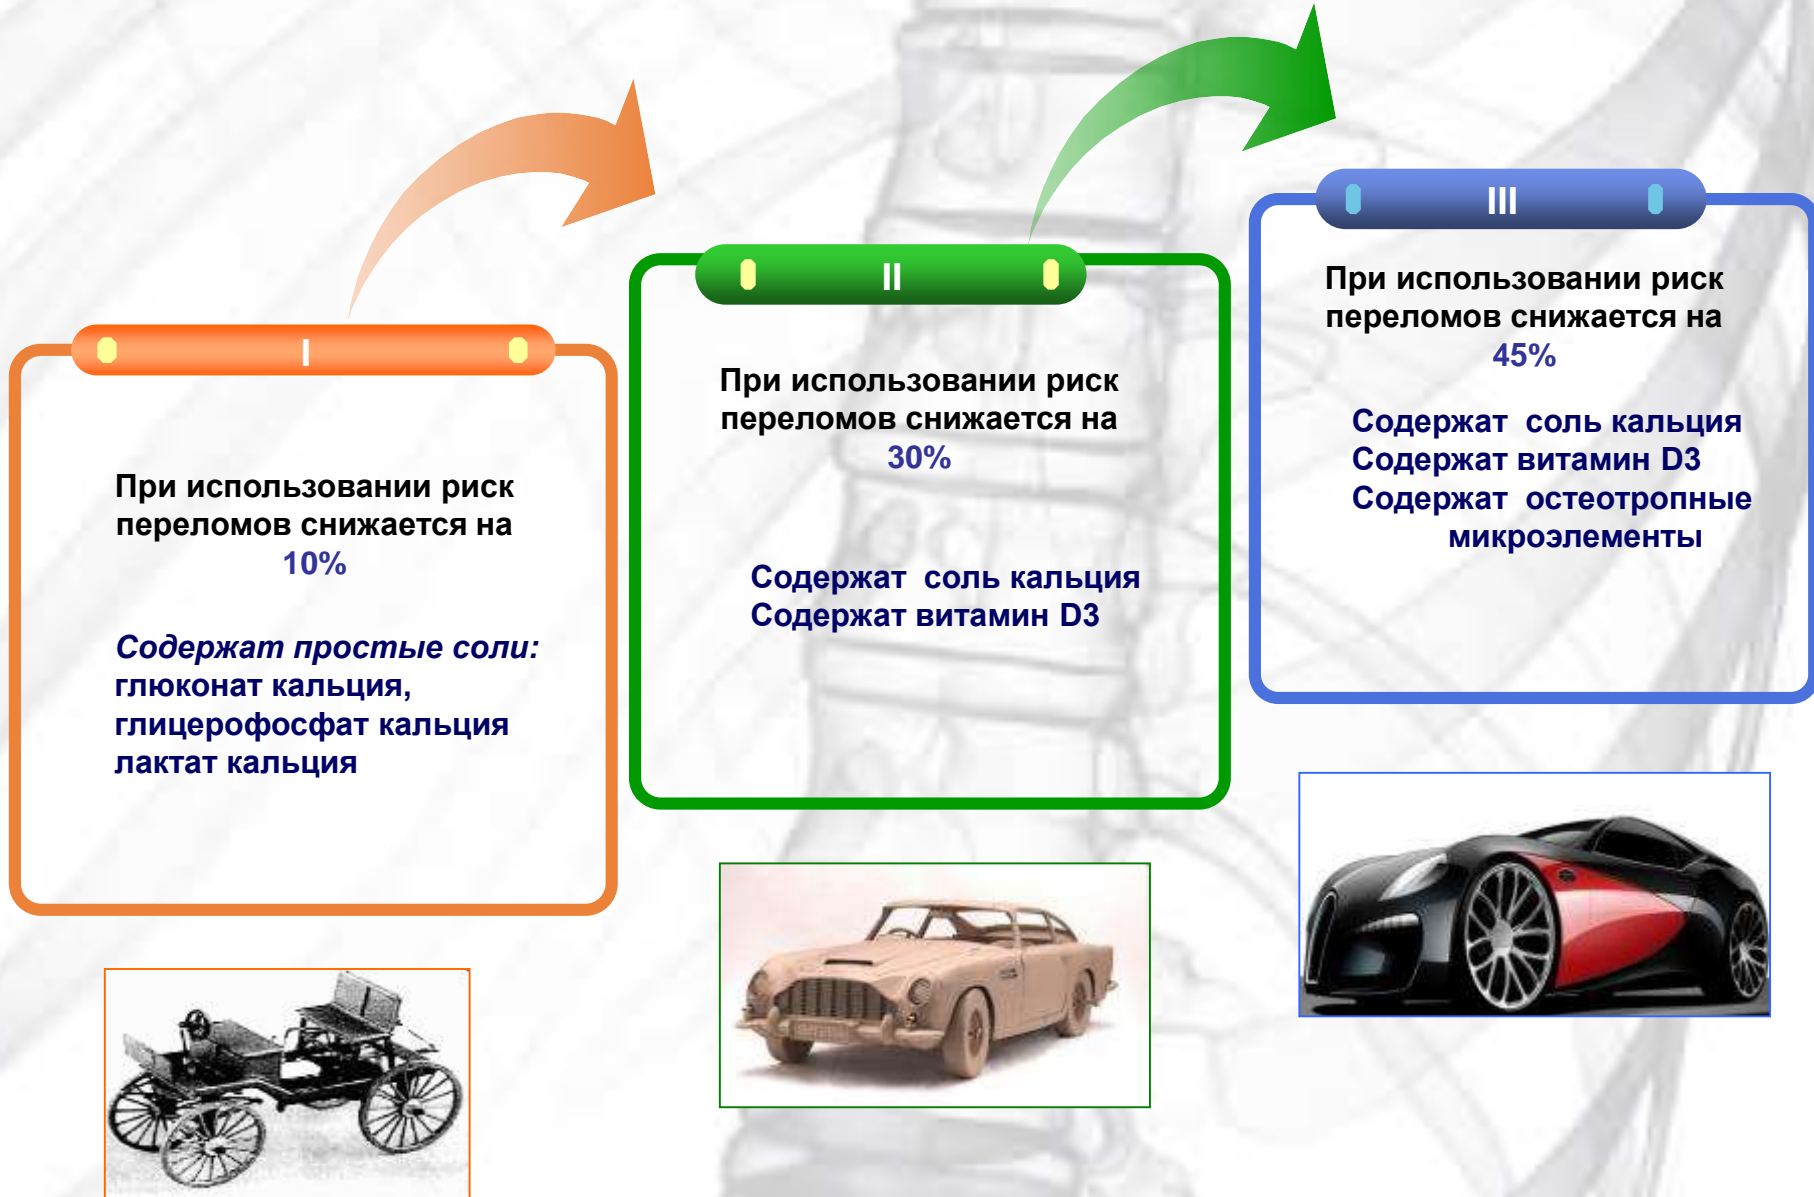 I
При использовании риск
переломов снижается на
10%
Содержат простые соли:
глюконат кальция,
глицерофосфат кальция
лактат кальция
II
При использовании риск
переломов снижается на
30%
Содержат соль кальция
Содержат витамин D3
III
При использовании риск
переломов снижается на
45%
Содержат соль кальция
Содержат витамин D3
Содержат остеотропные
микроэлементы